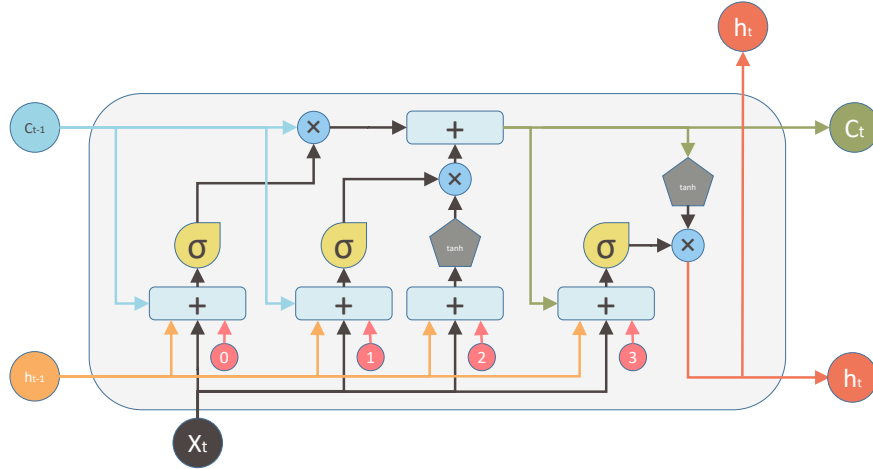 hₜ
Cₜ₋₁
×
+
Cₜ
×
tanh
σ
σ
tanh
σ
×
+
+
+
+
0
1
2
3
hₜ₋₁
hₜ
Xₜ